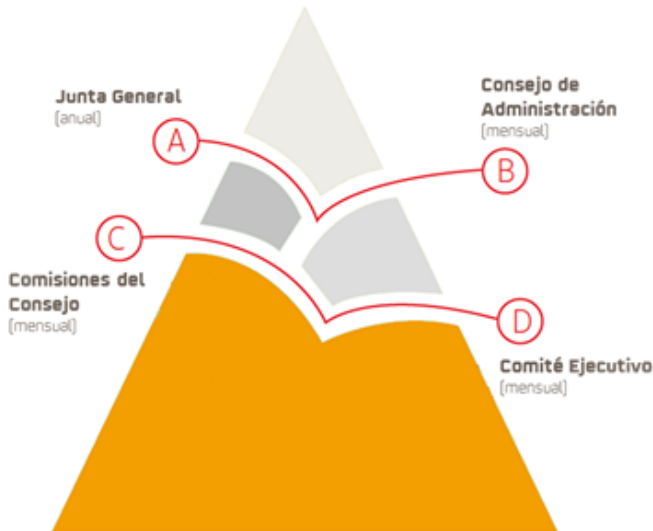 Junta General
(anual)
A
Consejo de
Administración
(mensual)
B
C
Comisiones del
Consejo
(mensual)
D
Comité Ejecutivo
(mensual)